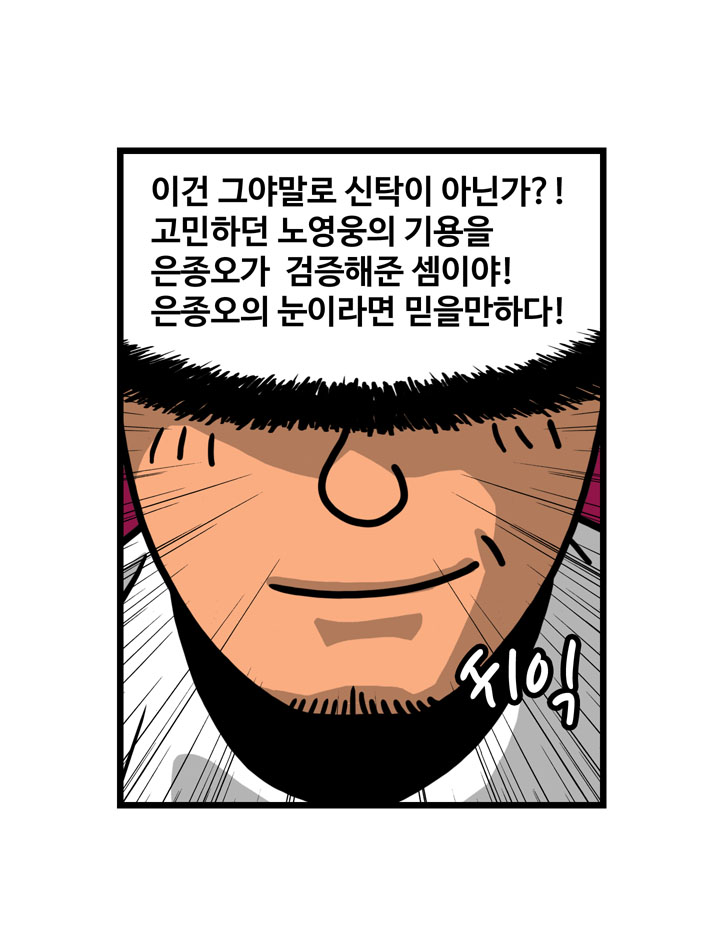 이건 그야말로 신탁이 아닌가?!
고민하던 노영웅의 기용을
은종오가 검증해준 셈이야!
은종오의 눈이라면 믿을만하다!
씨익